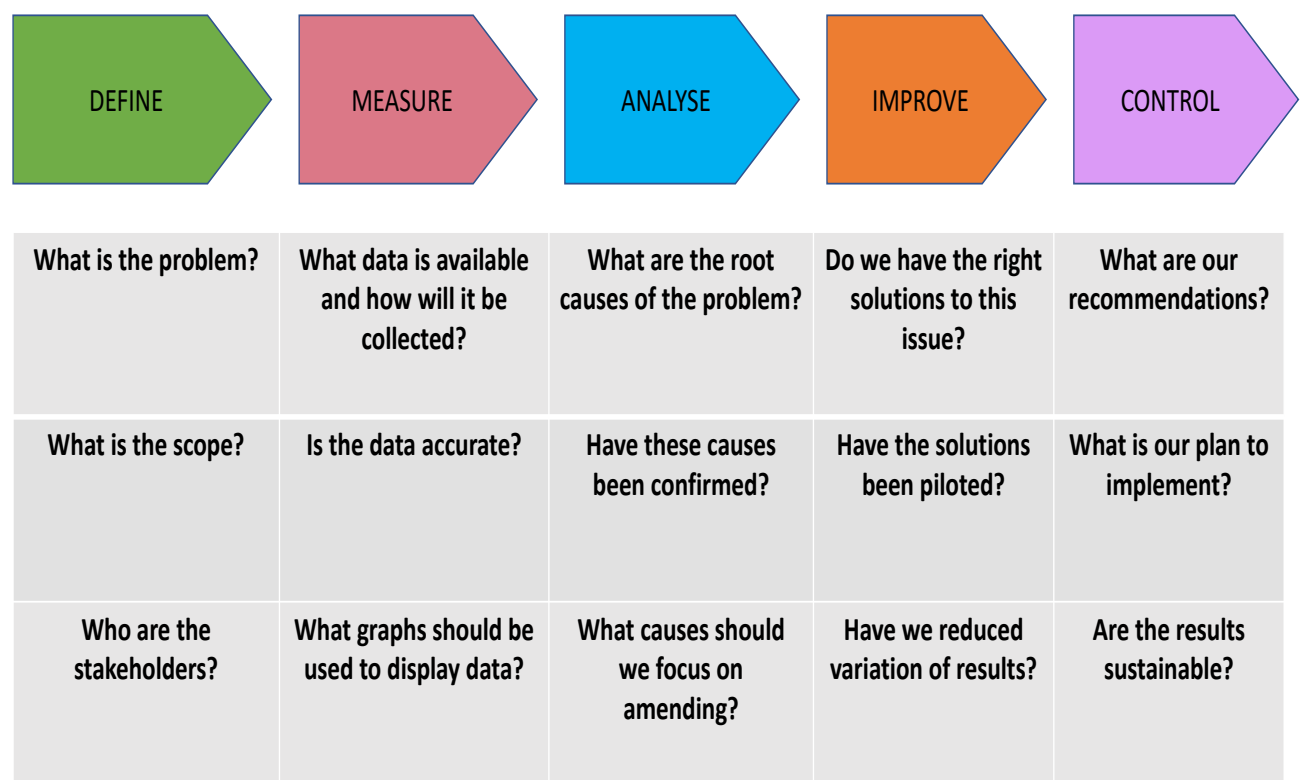 DEFINE
MEASURE
ANALYSE
IMPROVE
CONTROL
What is the problem?
What data is available
and how will it be
collected?
What are the root
causes of the problem?
Do we have the right
solutions to this
issue?
What are our
recommendations?
What is the scope?
Is the data accurate?
Have these causes
been confirmed?
Have the solutions
been piloted?
What is our plan to
implement?
Who are the
stakeholders?
What graphs should be
used to display data?
What causes should
we focus on
amending?
Have we reduced
variation of results?
Are the results
sustainable?